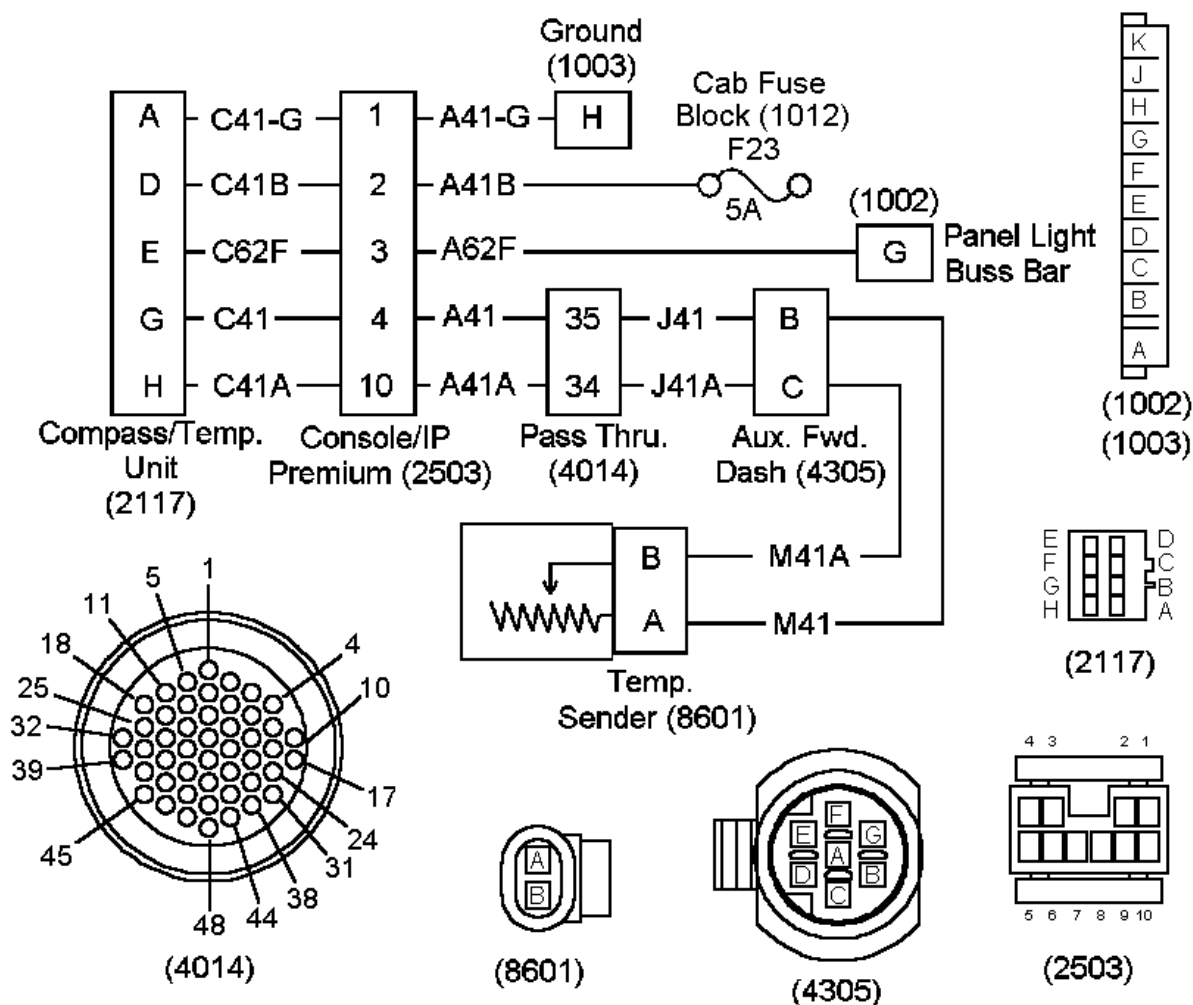 Ground
(1003)
Cab Fuse
Block (1012)
F23
5A
A C41-G 1 A41-G H
D C41B 2 A41B
(1002)
E C62F 3 A62F G
Panel Light
Buss Bar
G C41 4 A41 35 J41 B
H C41A 10 A41A 34 J41A C
Compass/Temp.
Unit
(2117)
Console/IP
Premium (2503)
Pass Thru.
(4014)
Aux. Fwd.
Dash (4305)
K
J
H
G
F
E
D
C
B
A
(1002)
(1003)
B M41A
A M41
Temp.
Sender (8601)
E D
F C
G B
H A
(2117)
1
5
11
18
25
32
39
45
4
10
17
24
31
38
44
48
(4014)
A
B
(8601)
F
E G
A
D B
C
(4305)
4 3 2 1
5 6 7 8 9 10
(2503)